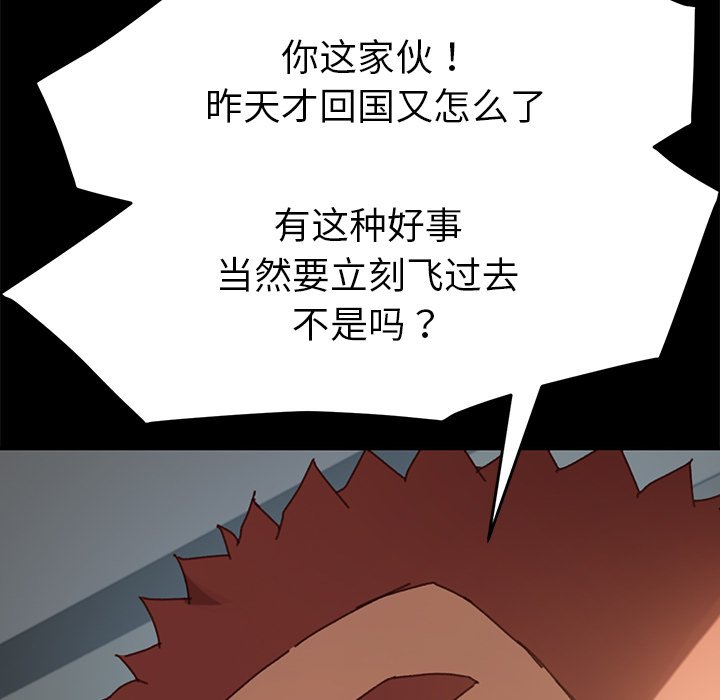 你这家伙！
昨天才回国又怎么了
有这种好事
当然要立刻飞过去
不是吗？